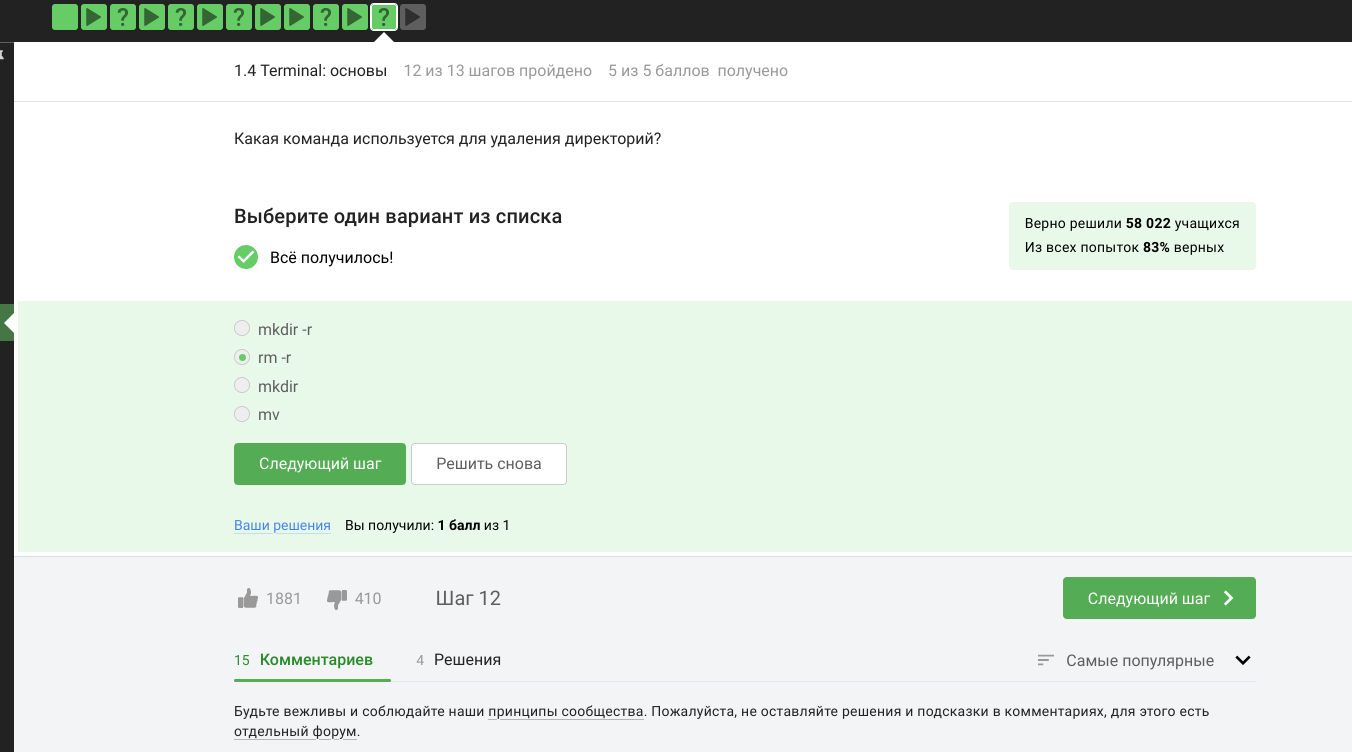 ? ? ? ? ?
1.4 Terminal: основы 12 из 13 шагов пройдено 5 из 5 баллов получено
Какая команда используется для удаления директорий?
Выберите один вариант из списка
Верно решили 58 022 учащихся
Из всех попыток 83% верных
Всё получилось!
mkdir -r
rm -r
mkdir
mv
Следующий шаг Решить снова
Ваши решения Вы получили: 1 балл из 1
1881 410 Шаг 12 Следующий шаг
15 Комментариев 4 Решения Самые популярные
Будьте вежливы и соблюдайте наши принципы сообщества. Пожалуйста, не оставляйте решения и подсказки в комментариях, для этого есть
отдельный форум.